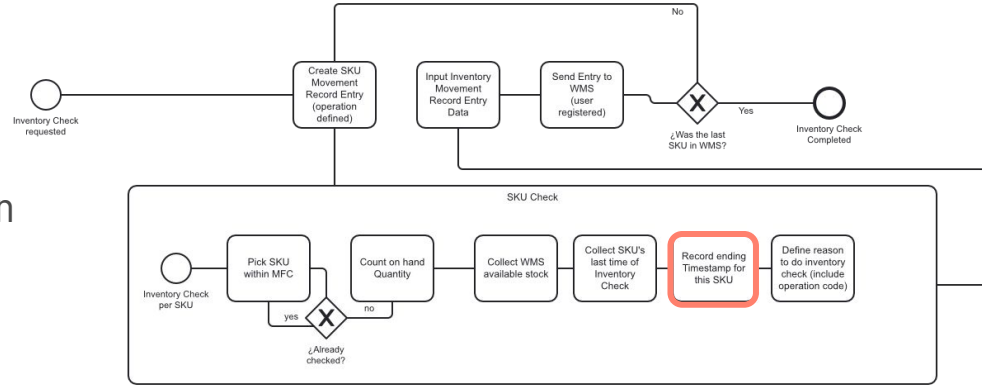 No
Create SKU
Movement
Record Entry
(operation
defined)
Input Inventory
Movement
Record Entry
Data
Send Entry to
WMS
(user
registered)
Yes
Inventory Check
requested
¿Was the last
SKU in WMS?
Inventory Check
Completed
n
SKU Check
Pick SKU
within MFC
Count on hand
Quantity
Collect WMS
available stock
Collect SKU's
last time of
Inventory
Check
Record ending
Timestamp for
this SKU
Define reason
to do inventory
check (include
operation code)
Inventory Check
per SKU
yes
no
¿Already
checked?